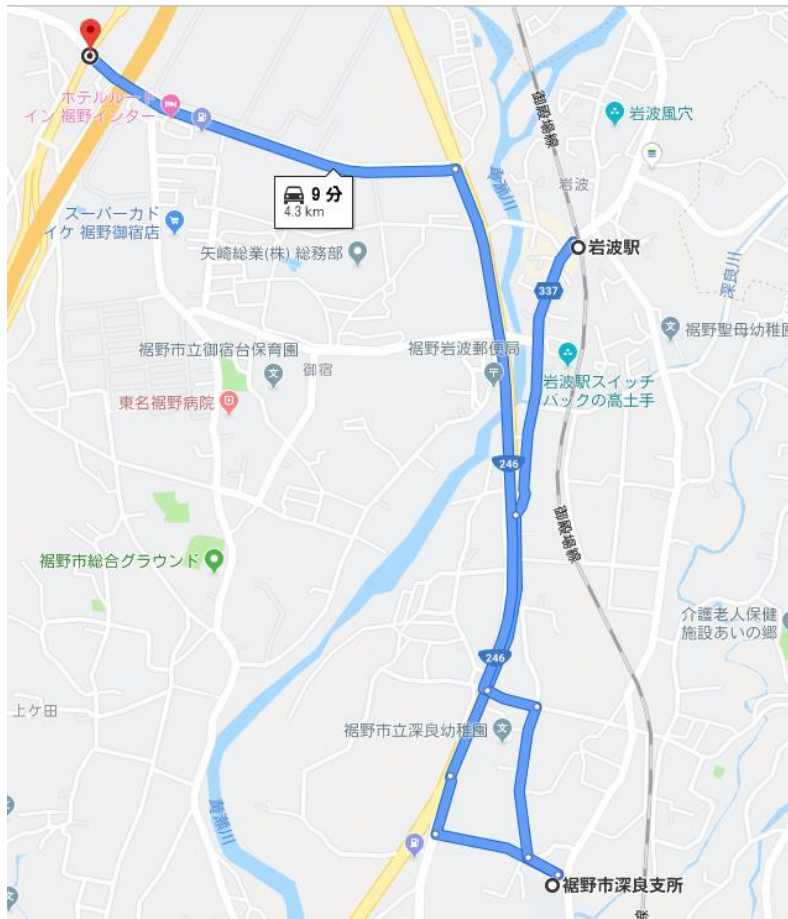 御殿場線
岩波風穴
ホテルルート
イン 裾野インター
黄瀬川
岩波
9 分
4.3 km
スーパーカド
イケ 裾野御宿店
岩波駅
矢崎総業(株) 総務部
深良川
337
裾野聖母幼稚園
裾野市立御宿台保育園
裾野岩波郵便局
御宿
岩波駅スイッチ
バックの高土手
東名裾野病院
246
御殿場線
裾野市総合グラウンド
介護老人保健
施設あいの郷
246
上ケ田
裾野市立深良幼稚園
黄瀬川
裾野市深良支所